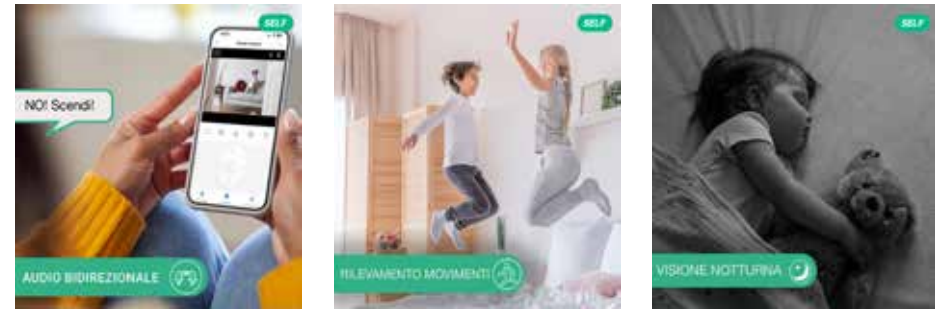 SELF
NO! Scendi!
AUDIO BIDIREZIONALE
SELF
RILEVAMENTO MOVIMENTI
SELF
VISIONE NOTTURNA